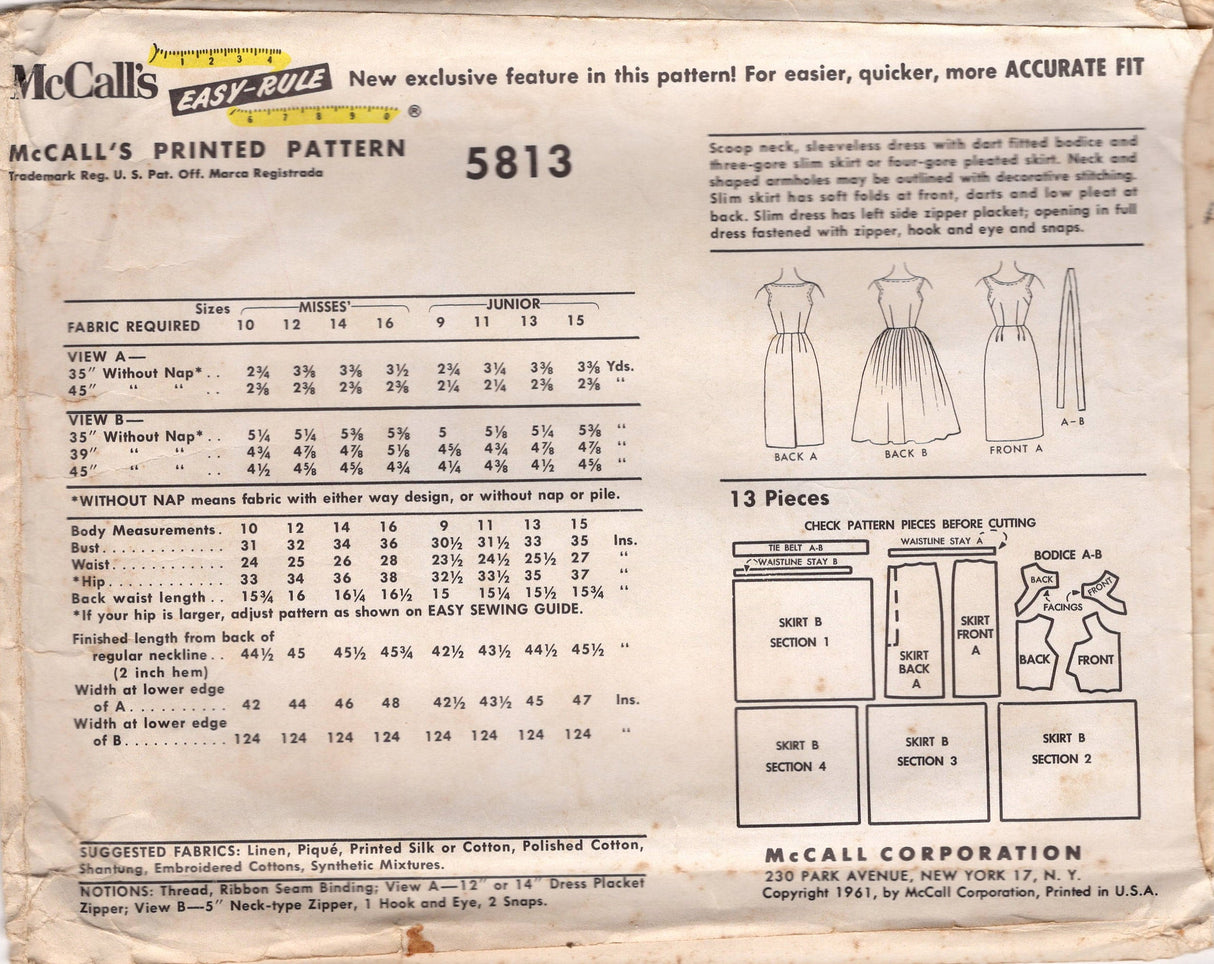 McCall's
1 2 3 4
EASY-RULE
6 7 8 9 0
®
New exclusive feature in this pattern! For easier, quicker, more ACCURATE FIT
McCALL'S PRINTED PATTERN
Trademark Reg. U. S. Pat. Off. Marca Registrada
5813
Scoop neck, sleeveless dress with dart fitted bodice and
three-gore slim skirt or four-gore pleated skirt. Neck and
shaped armholes may be outlined with decorative stitching.
Slim skirt has soft folds at front, darts and low pleat at
back. Slim dress has left side zipper placket; opening in full
dress fastened with zipper, hook and eye and snaps.
BACK A
BACK B
FRONT A
A-B
Sizes MISSES' JUNIOR
FABRIC REQUIRED 10 12 14 16 9 11 13 15
VIEW A—
35" Without Nap*.. 2¾ 3⅜ 3⅜ 3½ 2¾ 3¼ 3⅜ 3⅜ Yds.
45" " " .. 2⅜ 2⅜ 2⅜ 2⅜ 2¼ 2¼ 2⅜ 2⅜ "
VIEW B—
35" Without Nap*.. 5¼ 5¼ 5⅜ 5⅜ 5 5⅛ 5¼ 5⅜ "
39" " " .. 4¾ 4⅞ 4⅞ 5⅛ 4⅝ 4¾ 4⅞ 4⅞ "
45" " " .. 4½ 4⅝ 4⅝ 4¾ 4¼ 4⅜ 4½ 4⅝ "
*WITHOUT NAP means fabric with either way design, or without nap or pile.
Body Measurements. 10 12 14 16 9 11 13 15
Bust............. 31 32 34 36 30½ 31½ 33 35 Ins.
Waist............ 24 25 26 28 23½ 24½ 25½ 27 "
*Hip............. 33 34 36 38 32½ 33½ 35 37 "
Back waist length.. 15¾ 16 16¼ 16½ 15 15¼ 15½ 15¾ "
*If your hip is larger, adjust pattern as shown on EASY SEWING GUIDE.
Finished length from back of
regular neckline.. 44½ 45 45½ 45¾ 42½ 43½ 44½ 45½ "
(2 inch hem)
Width at lower edge
of A.......... 42 44 46 48 42½ 43½ 45 47 Ins.
Width at lower edge
of B........... 124 124 124 124 124 124 124 124 "
13 Pieces
CHECK PATTERN PIECES BEFORE CUTTING
TIE BELT A-B
WAISTLINE STAY A
WAISTLINE STAY B
BODICE A-B
BACK
FRONT
FACINGS
SKIRT B
SECTION 1
SKIRT
BACK
A
SKIRT
FRONT
A
BACK
FRONT
SKIRT B
SECTION 4
SKIRT B
SECTION 3
SKIRT B
SECTION 2
SUGGESTED FABRICS: Linen, Piqué, Printed Silk or Cotton, Polished Cotton,
Shantung, Embroidered Cottons, Synthetic Mixtures.
NOTIONS: Thread, Ribbon Seam Binding; View A—12" or 14" Dress Placket
Zipper; View B—5" Neck-type Zipper, 1 Hook and Eye, 2 Snaps.
McCALL CORPORATION
230 PARK AVENUE, NEW YORK 17, N. Y.
Copyright 1961, by McCall Corporation, Printed in U.S.A.